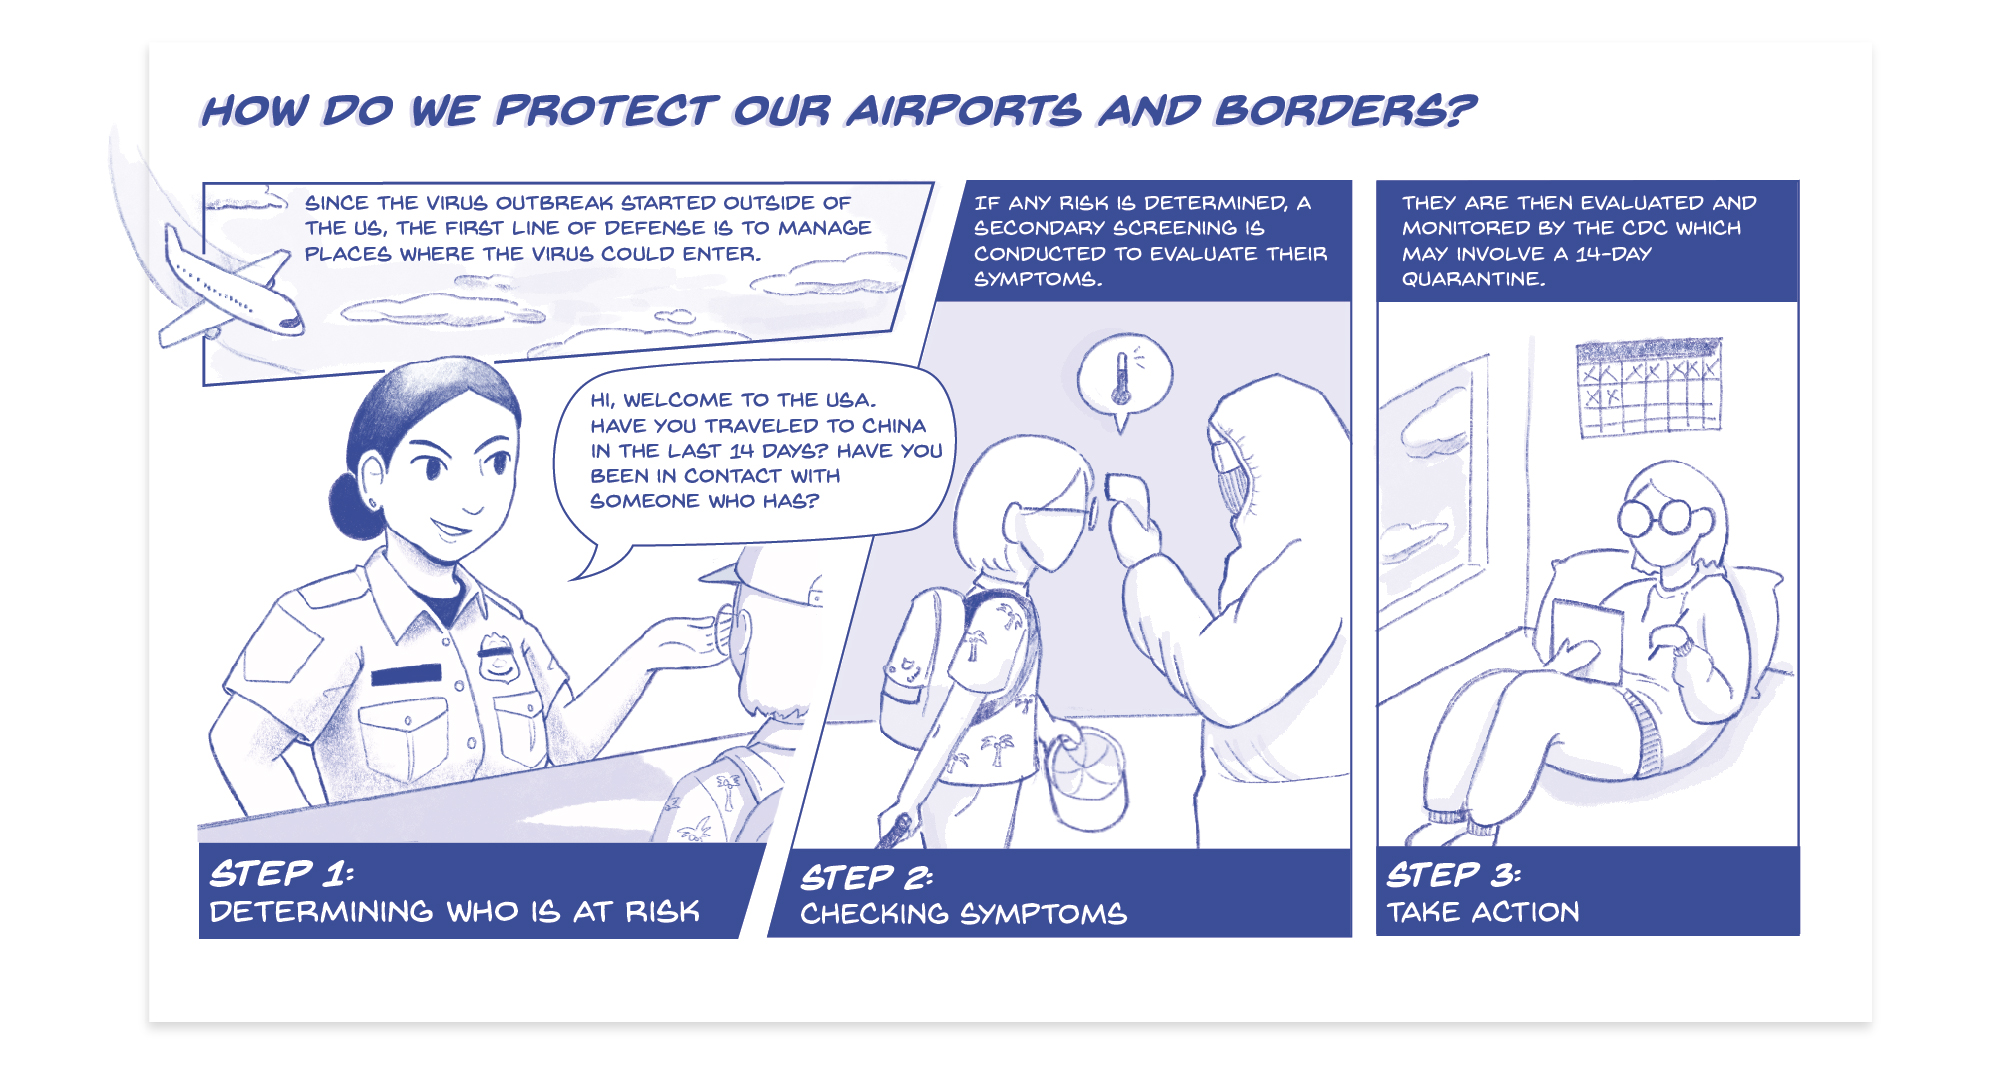 HOW DO WE PROTECT OUR AIRPORTS AND BORDERS?
SINCE THE VIRUS OUTBREAK STARTED OUTSIDE OF
THE US, THE FIRST LINE OF DEFENSE IS TO MANAGE
PLACES WHERE THE VIRUS COULD ENTER.
HI, WELCOME TO THE USA.
HAVE YOU TRAVELED TO CHINA
IN THE LAST 14 DAYS? HAVE YOU
BEEN IN CONTACT WITH
SOMEONE WHO HAS?
STEP 1:
DETERMINING WHO IS AT RISK
IF ANY RISK IS DETERMINED, A
SECONDARY SCREENING IS
CONDUCTED TO EVALUATE THEIR
SYMPTOMS.
STEP 2:
CHECKING SYMPTOMS
THEY ARE THEN EVALUATED AND
MONITORED BY THE CDC WHICH
MAY INVOLVE A 14-DAY
QUARANTINE.
STEP 3:
TAKE ACTION